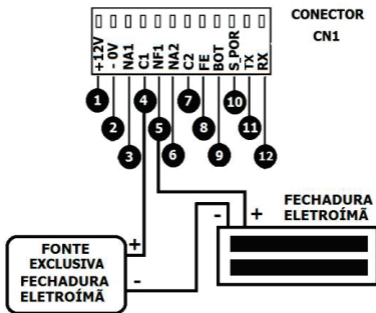 CONECTOR
CN1
+12V
- 0V
NA1
C1
NF1
NA2
C2
FE
BOT
S_POR
TX
RX
1
2
3
4
5
6
7
8
9
10
11
12
FECHADURA
ELETROÍMÃ
- +
FONTE
EXCLUSIVA
FECHADURA
ELETROÍMÃ
+
-